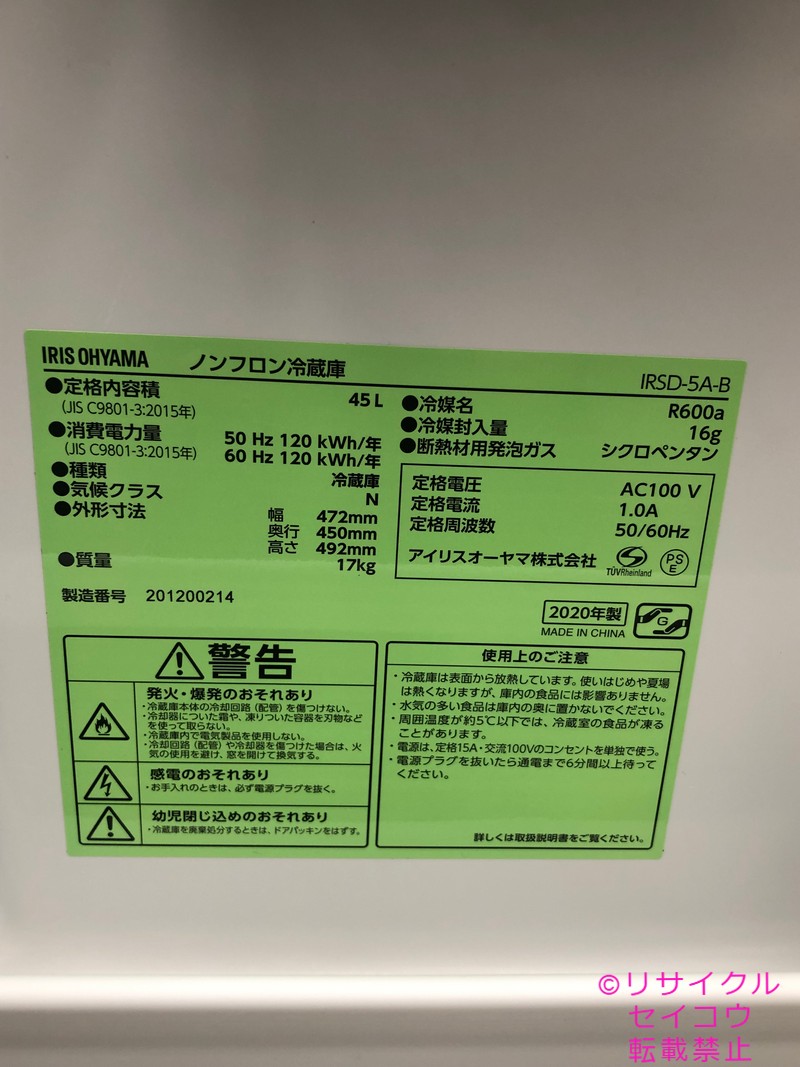 IRIS OHYAMA ノンフロン冷蔵庫 IRSD-5A-B
●定格内容積 45 L
(JIS C9801-3:2015年)
●消費電力量 50 Hz 120 kWh/年
(JIS C9801-3:2015年) 60 Hz 120 kWh/年
●種類 冷蔵庫
●気候クラス N
●外形寸法 幅 472mm
奥行 450mm
高さ 492mm
●質量 17kg
製造番号 201200214
●冷媒名 R600a
●冷媒封入量 16g
●断熱材用発泡ガス シクロペンタン
定格電圧 AC100 V
定格電流 1.0A
定格周波数 50/60Hz
アイリスオーヤマ株式会社 TÜVRheinland PS E
2020年製
MADE IN CHINA
G
警告
発火・爆発のおそれあり
・冷蔵庫本体の冷却回路(配管)を傷つけない。
・冷却器についた霜や、凍りついた容器を刃物など
を使って取らない。
・冷蔵庫内で電気製品を使用しない。
・冷却回路(配管)や冷却器を傷つけた場合は、火
気の使用を避け、窓を開けて換気する。
感電のおそれあり
・お手入れのときは、必ず電源プラグを抜く。
幼児閉じ込めのおそれあり
・冷蔵庫を廃棄処分するときは、ドアパッキンをはずす。
使用上のご注意
・冷蔵庫は表面から放熱しています。使いはじめや夏場
は熱くなりますが、庫内の食品には影響ありません。
・水気の多い食品は庫内の奥に置かないでください。
・周囲温度が約5℃以下では、冷蔵室の食品が凍る
ことがあります。
・電源は、定格15A・交流100Vのコンセントを単独で使う。
・電源プラグを抜いたら通電まで6分間以上待って
ください。
詳しくは取扱説明書をご覧ください。
©リサイクル
セイコウ
転載禁止